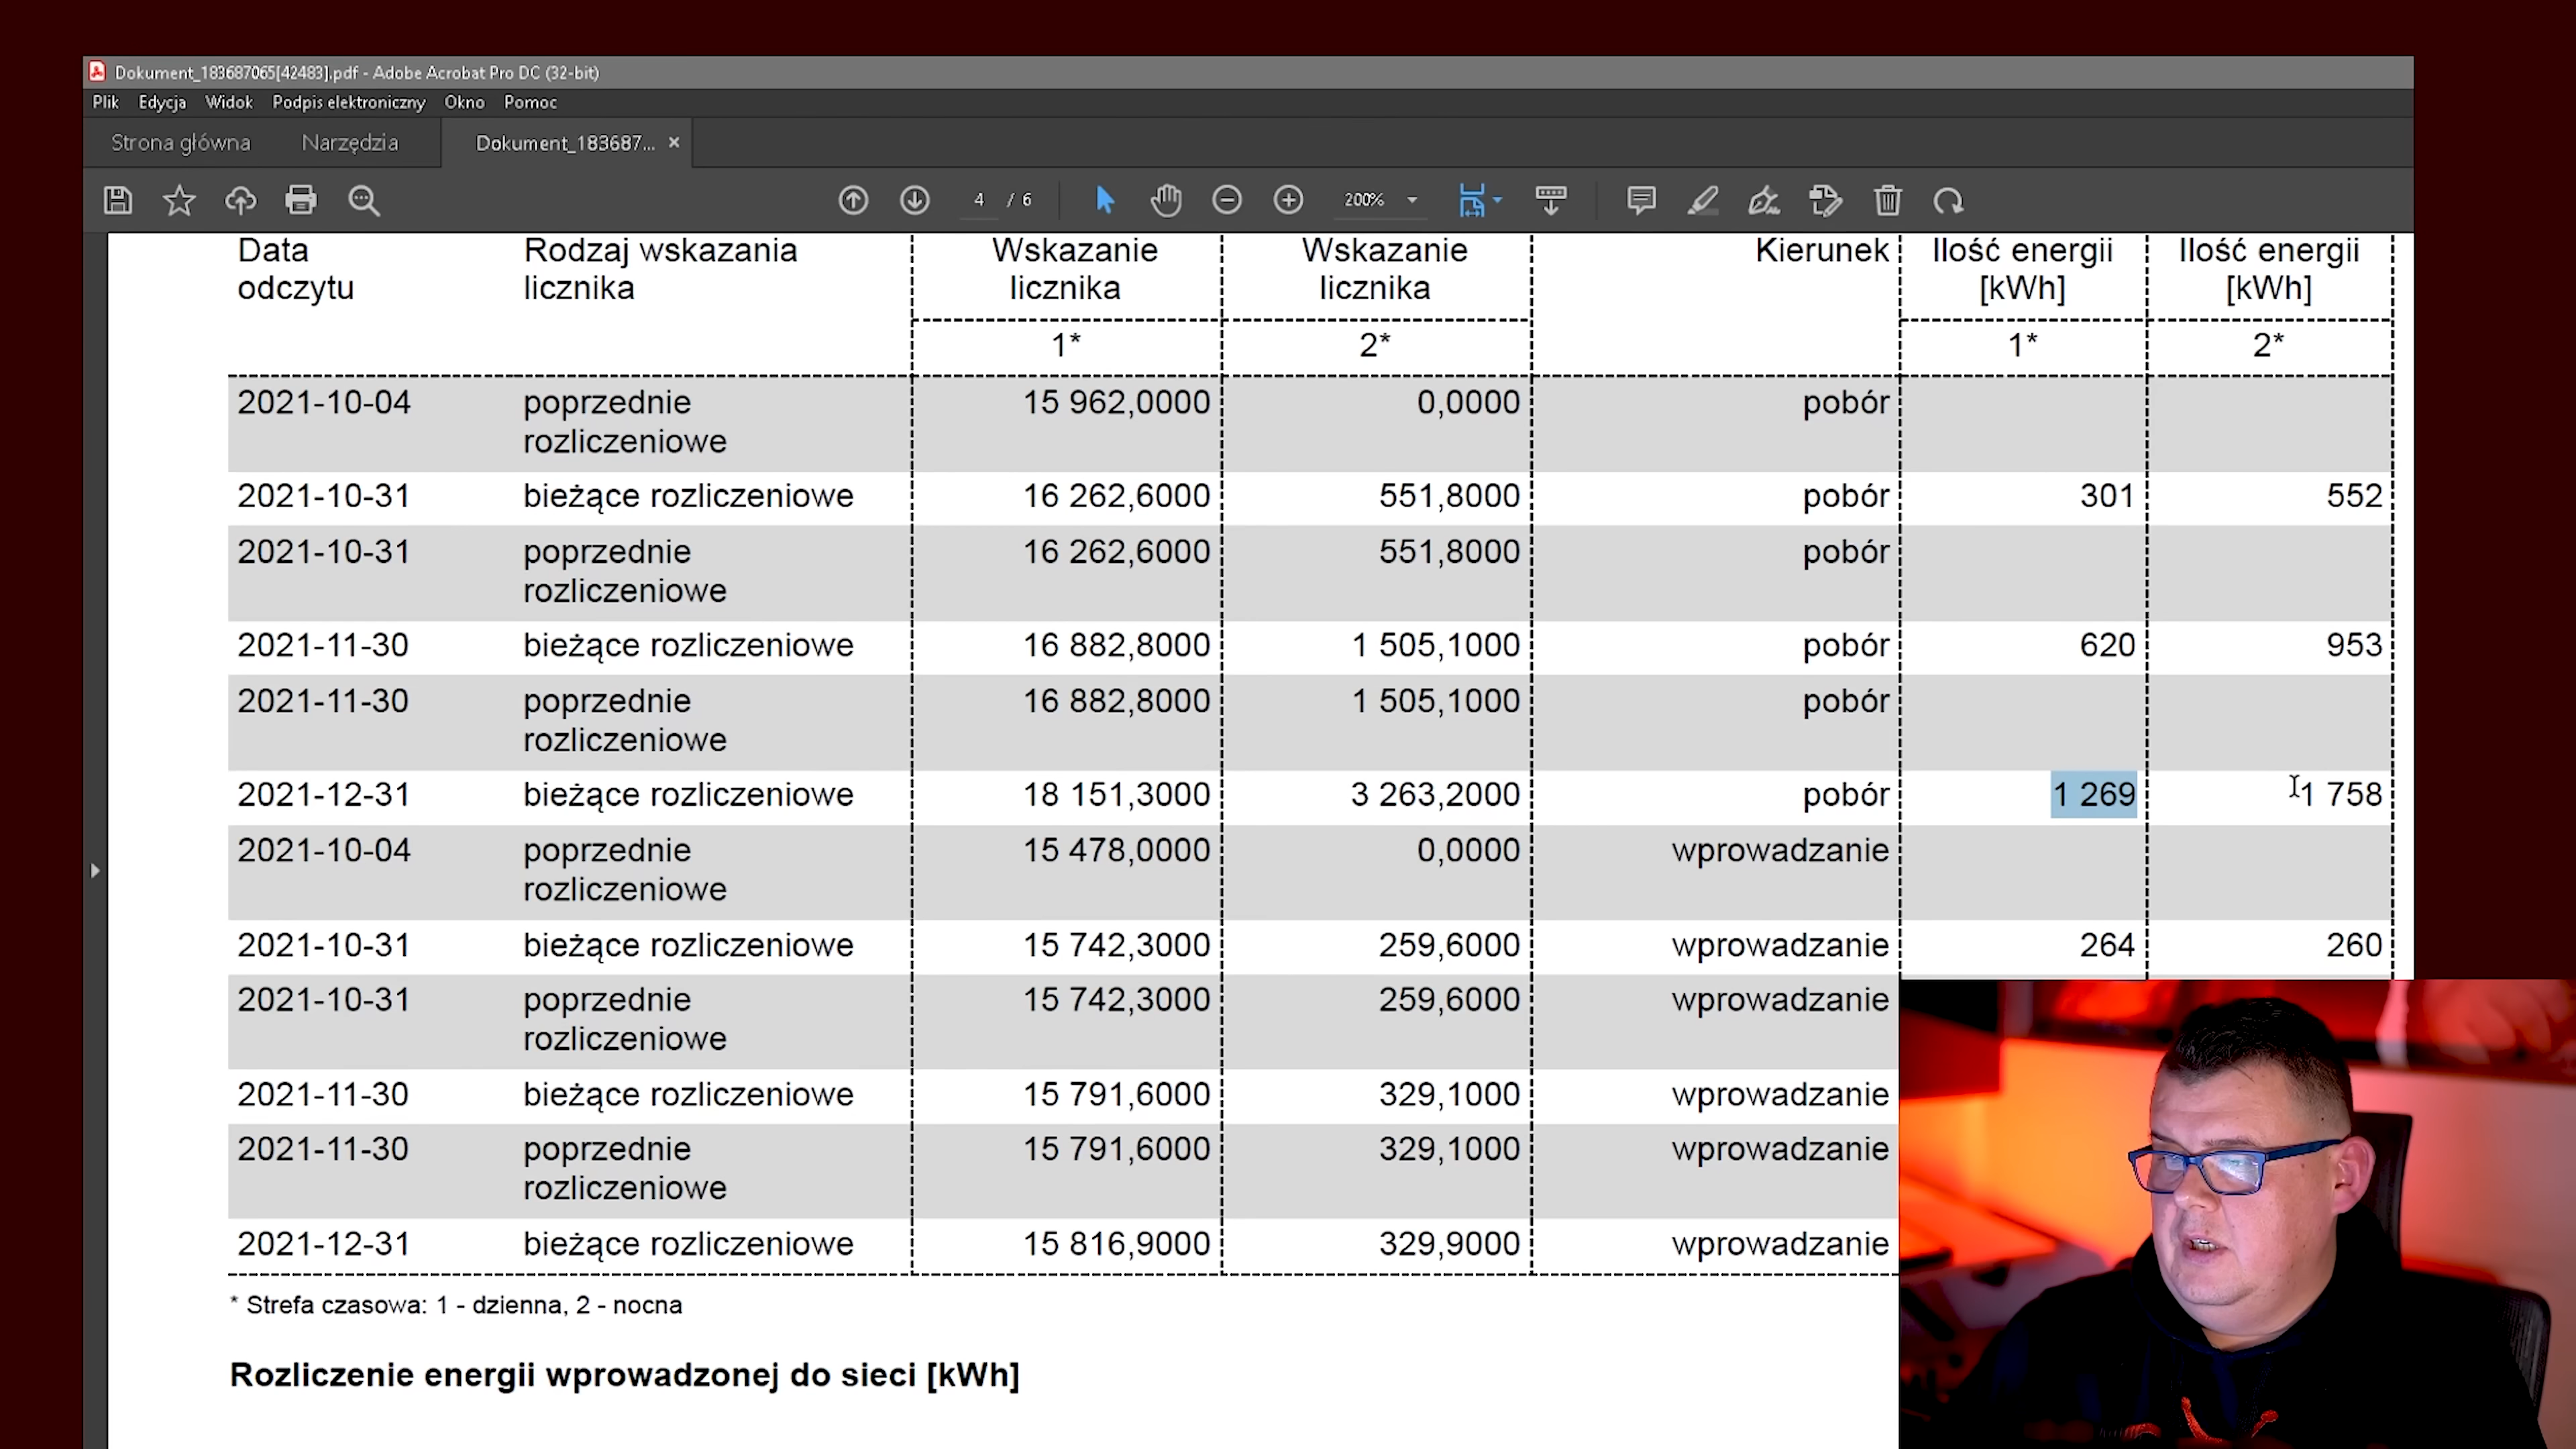 Dokument_183687065[42483].pdf - Adobe Acrobat Pro DC (32-bit)
Plik Edycja Widok Podpis elektroniczny Okno Pomoc
Strona główna Narzędzia Dokument_183687... ×
4 / 6 200%
Data odczytu Rodzaj wskazania licznika Wskazanie licznika Wskazanie licznika Kierunek Ilość energii [kWh] Ilość energii [kWh]
1* 2* 1* 2*
2021-10-04 poprzednie rozliczeniowe 15 962,0000 0,0000 pobór
2021-10-31 bieżące rozliczeniowe 16 262,6000 551,8000 pobór 301 552
2021-10-31 poprzednie rozliczeniowe 16 262,6000 551,8000 pobór
2021-11-30 bieżące rozliczeniowe 16 882,8000 1 505,1000 pobór 620 953
2021-11-30 poprzednie rozliczeniowe 16 882,8000 1 505,1000 pobór
2021-12-31 bieżące rozliczeniowe 18 151,3000 3 263,2000 pobór 1 269 1 758
2021-10-04 poprzednie rozliczeniowe 15 478,0000 0,0000 wprowadzanie
2021-10-31 bieżące rozliczeniowe 15 742,3000 259,6000 wprowadzanie 264 260
2021-10-31 poprzednie rozliczeniowe 15 742,3000 259,6000 wprowadzanie
2021-11-30 bieżące rozliczeniowe 15 791,6000 329,1000 wprowadzanie
2021-11-30 poprzednie rozliczeniowe 15 791,6000 329,1000 wprowadzanie
2021-12-31 bieżące rozliczeniowe 15 816,9000 329,9000 wprowadzanie
* Strefa czasowa: 1 - dzienna, 2 - nocna
Rozliczenie energii wprowadzonej do sieci [kWh]